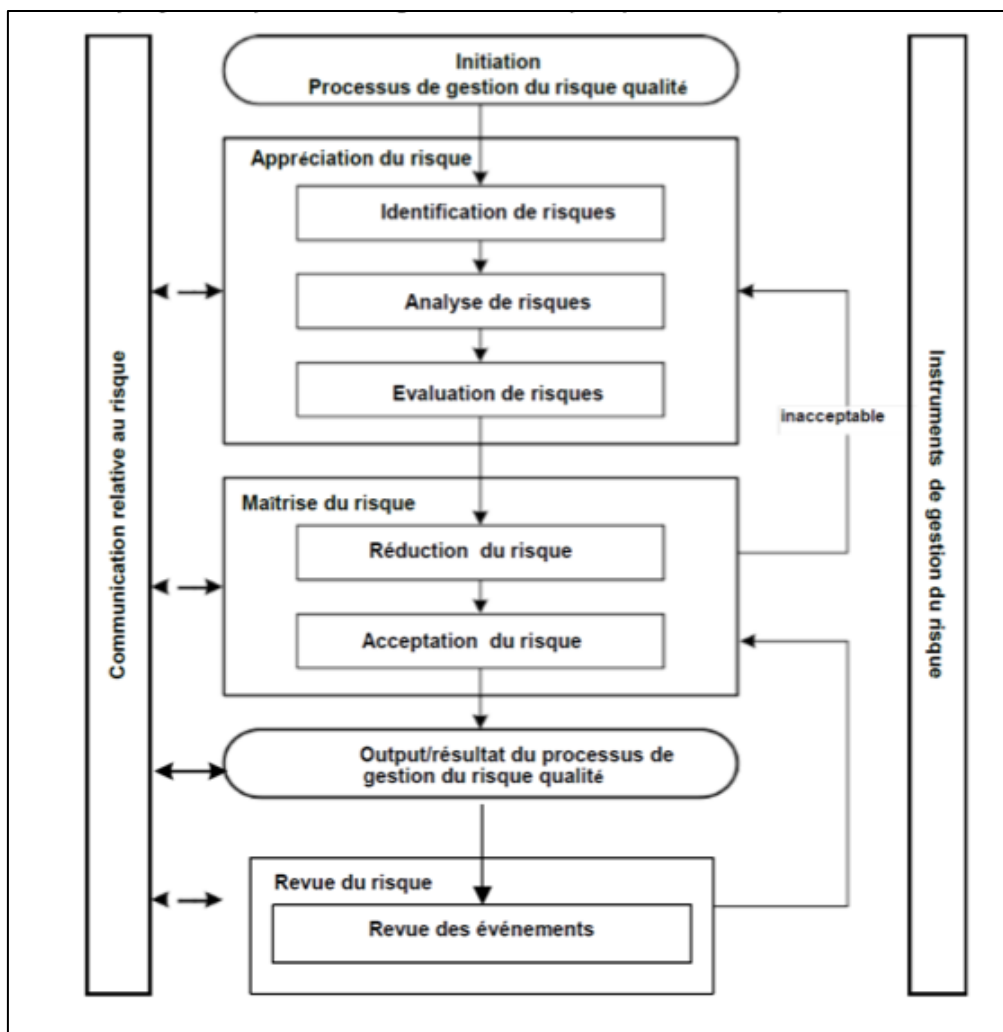 Initiation
Processus de gestion du risque qualité
Appréciation du risque
Identification de risques
Analyse de risques
Evaluation de risques
inacceptable
Maîtrise du risque
Réduction du risque
Acceptation du risque
Output/résultat du processus de
gestion du risque qualité
Revue du risque
Revue des événements
Communication relative au risque
Instruments de gestion du risque